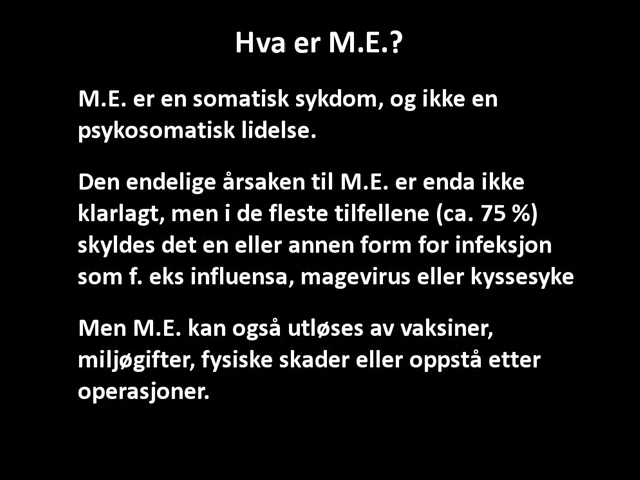 Hva er M.E.?
M.E. er en somatisk sykdom, og ikke en
psykosomatisk lidelse.
Den endelige årsaken til M.E. er enda ikke
klarlagt, men i de fleste tilfellene (ca. 75 %)
skyldes det en eller annen form for infeksjon
som f. eks influensa, magevirus eller kyssesyke
Men M.E. kan også utløses av vaksiner,
miljøgifter, fysiske skader eller oppstå etter
operasjoner.